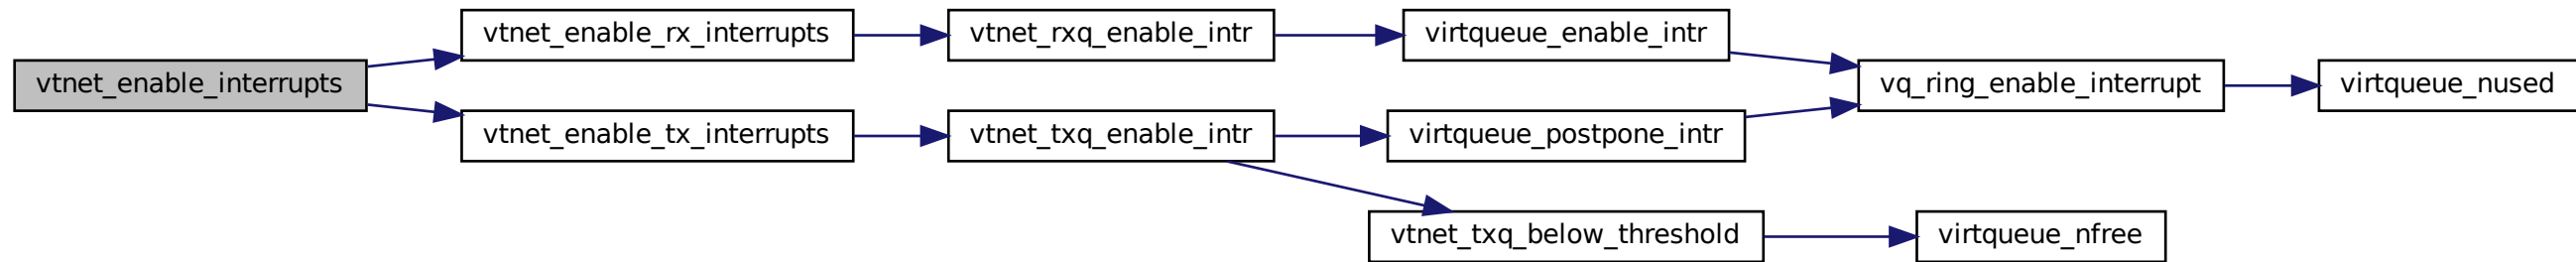 vtnet_enable_interrupts
vtnet_enable_rx_interrupts
vtnet_rxq_enable_intr
virtqueue_enable_intr
vq_ring_enable_interrupt
virtqueue_nused
vtnet_enable_tx_interrupts
vtnet_txq_enable_intr
virtqueue_postpone_intr
vtnet_txq_below_threshold
virtqueue_nfree